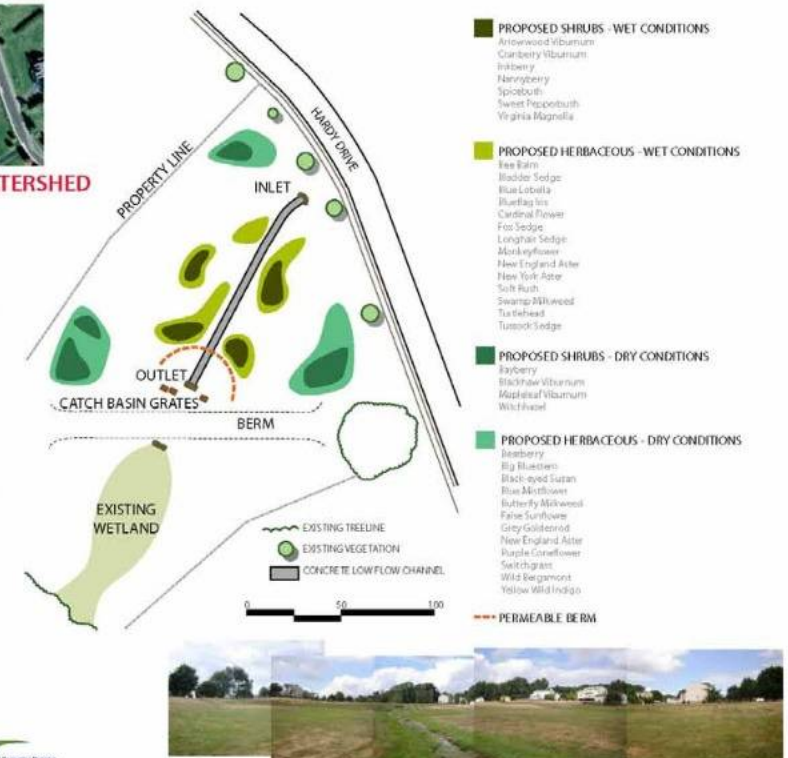 TERSHED
PROPERTY LINE
HARDY DRIVE
INLET
OUTLET
CATCH BASIN GRATES
BERM
EXISTING
WETLAND
EXISTING TREELINE
EXISTING VEGETATION
CONCRETE LOW FLOW CHANNEL
0 50 100
PROPOSED SHRUBS - WET CONDITIONS
Arrowwood Viburnum
Cranberry Viburnum
Inkberry
Nannyberry
Spicebush
Sweet Pepperbush
Virginia Magnolia
PROPOSED HERBACEOUS - WET CONDITIONS
Bee Balm
Bladder Sedge
Blue Lobelia
Blueflag Iris
Cardinal Flower
Fox Sedge
Longhair Sedge
Monkeyflower
New England Aster
New York Aster
Soft Rush
Swamp Milkweed
Turtlehead
Tussock Sedge
PROPOSED SHRUBS - DRY CONDITIONS
Bayberry
Blackhaw Viburnum
Mapleleaf Viburnum
Witchhazel
PROPOSED HERBACEOUS - DRY CONDITIONS
Bearberry
Big Bluestem
Black-eyed Susan
Blue Mistflower
Butterfly Milkweed
False Sunflower
Grey Goldenrod
New England Aster
Purple Coneflower
Switchgrass
Wild Bergamont
Yellow Wild Indigo
PERMEABLE BERM